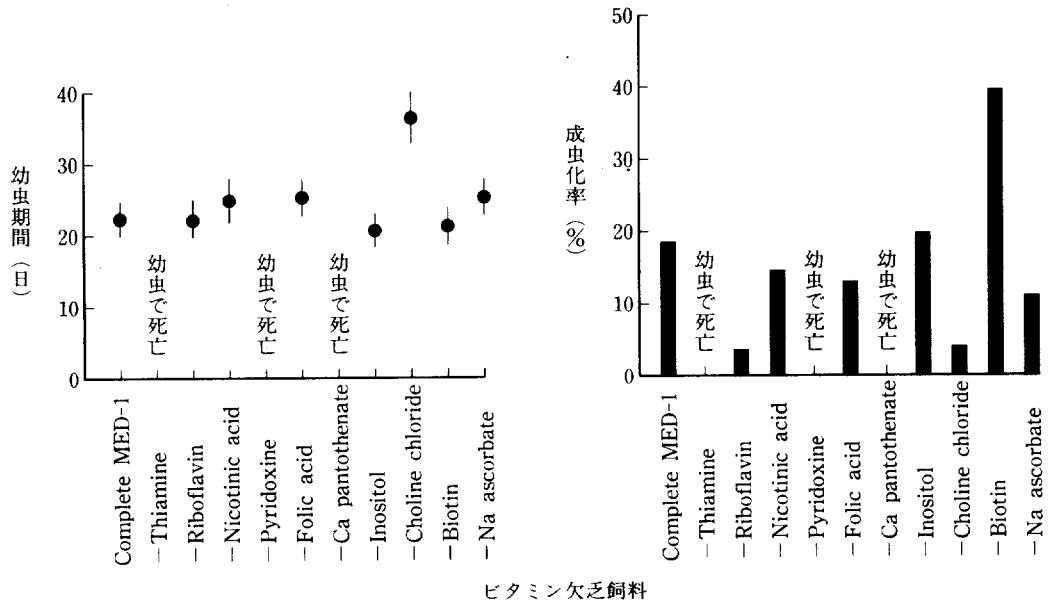 幼虫期間(日)
40
30
20
10
0
幼虫で死亡
幼虫で死亡
幼虫で死亡
Complete MED-1
－Thiamine
－Riboflavin
－Nicotinic acid
－Pyridoxine
－Folic acid
－Ca pantothenate
－Inositol
－Choline chloride
－Biotin
－Na ascorbate
成虫化率(%)
50
40
30
20
10
0
幼虫で死亡
幼虫で死亡
幼虫で死亡
Complete MED-1
－Thiamine
－Riboflavin
－Nicotinic acid
－Pyridoxine
－Folic acid
－Ca pantothenate
－Inositol
－Choline chloride
－Biotin
－Na ascorbate
ビタミン欠乏飼料